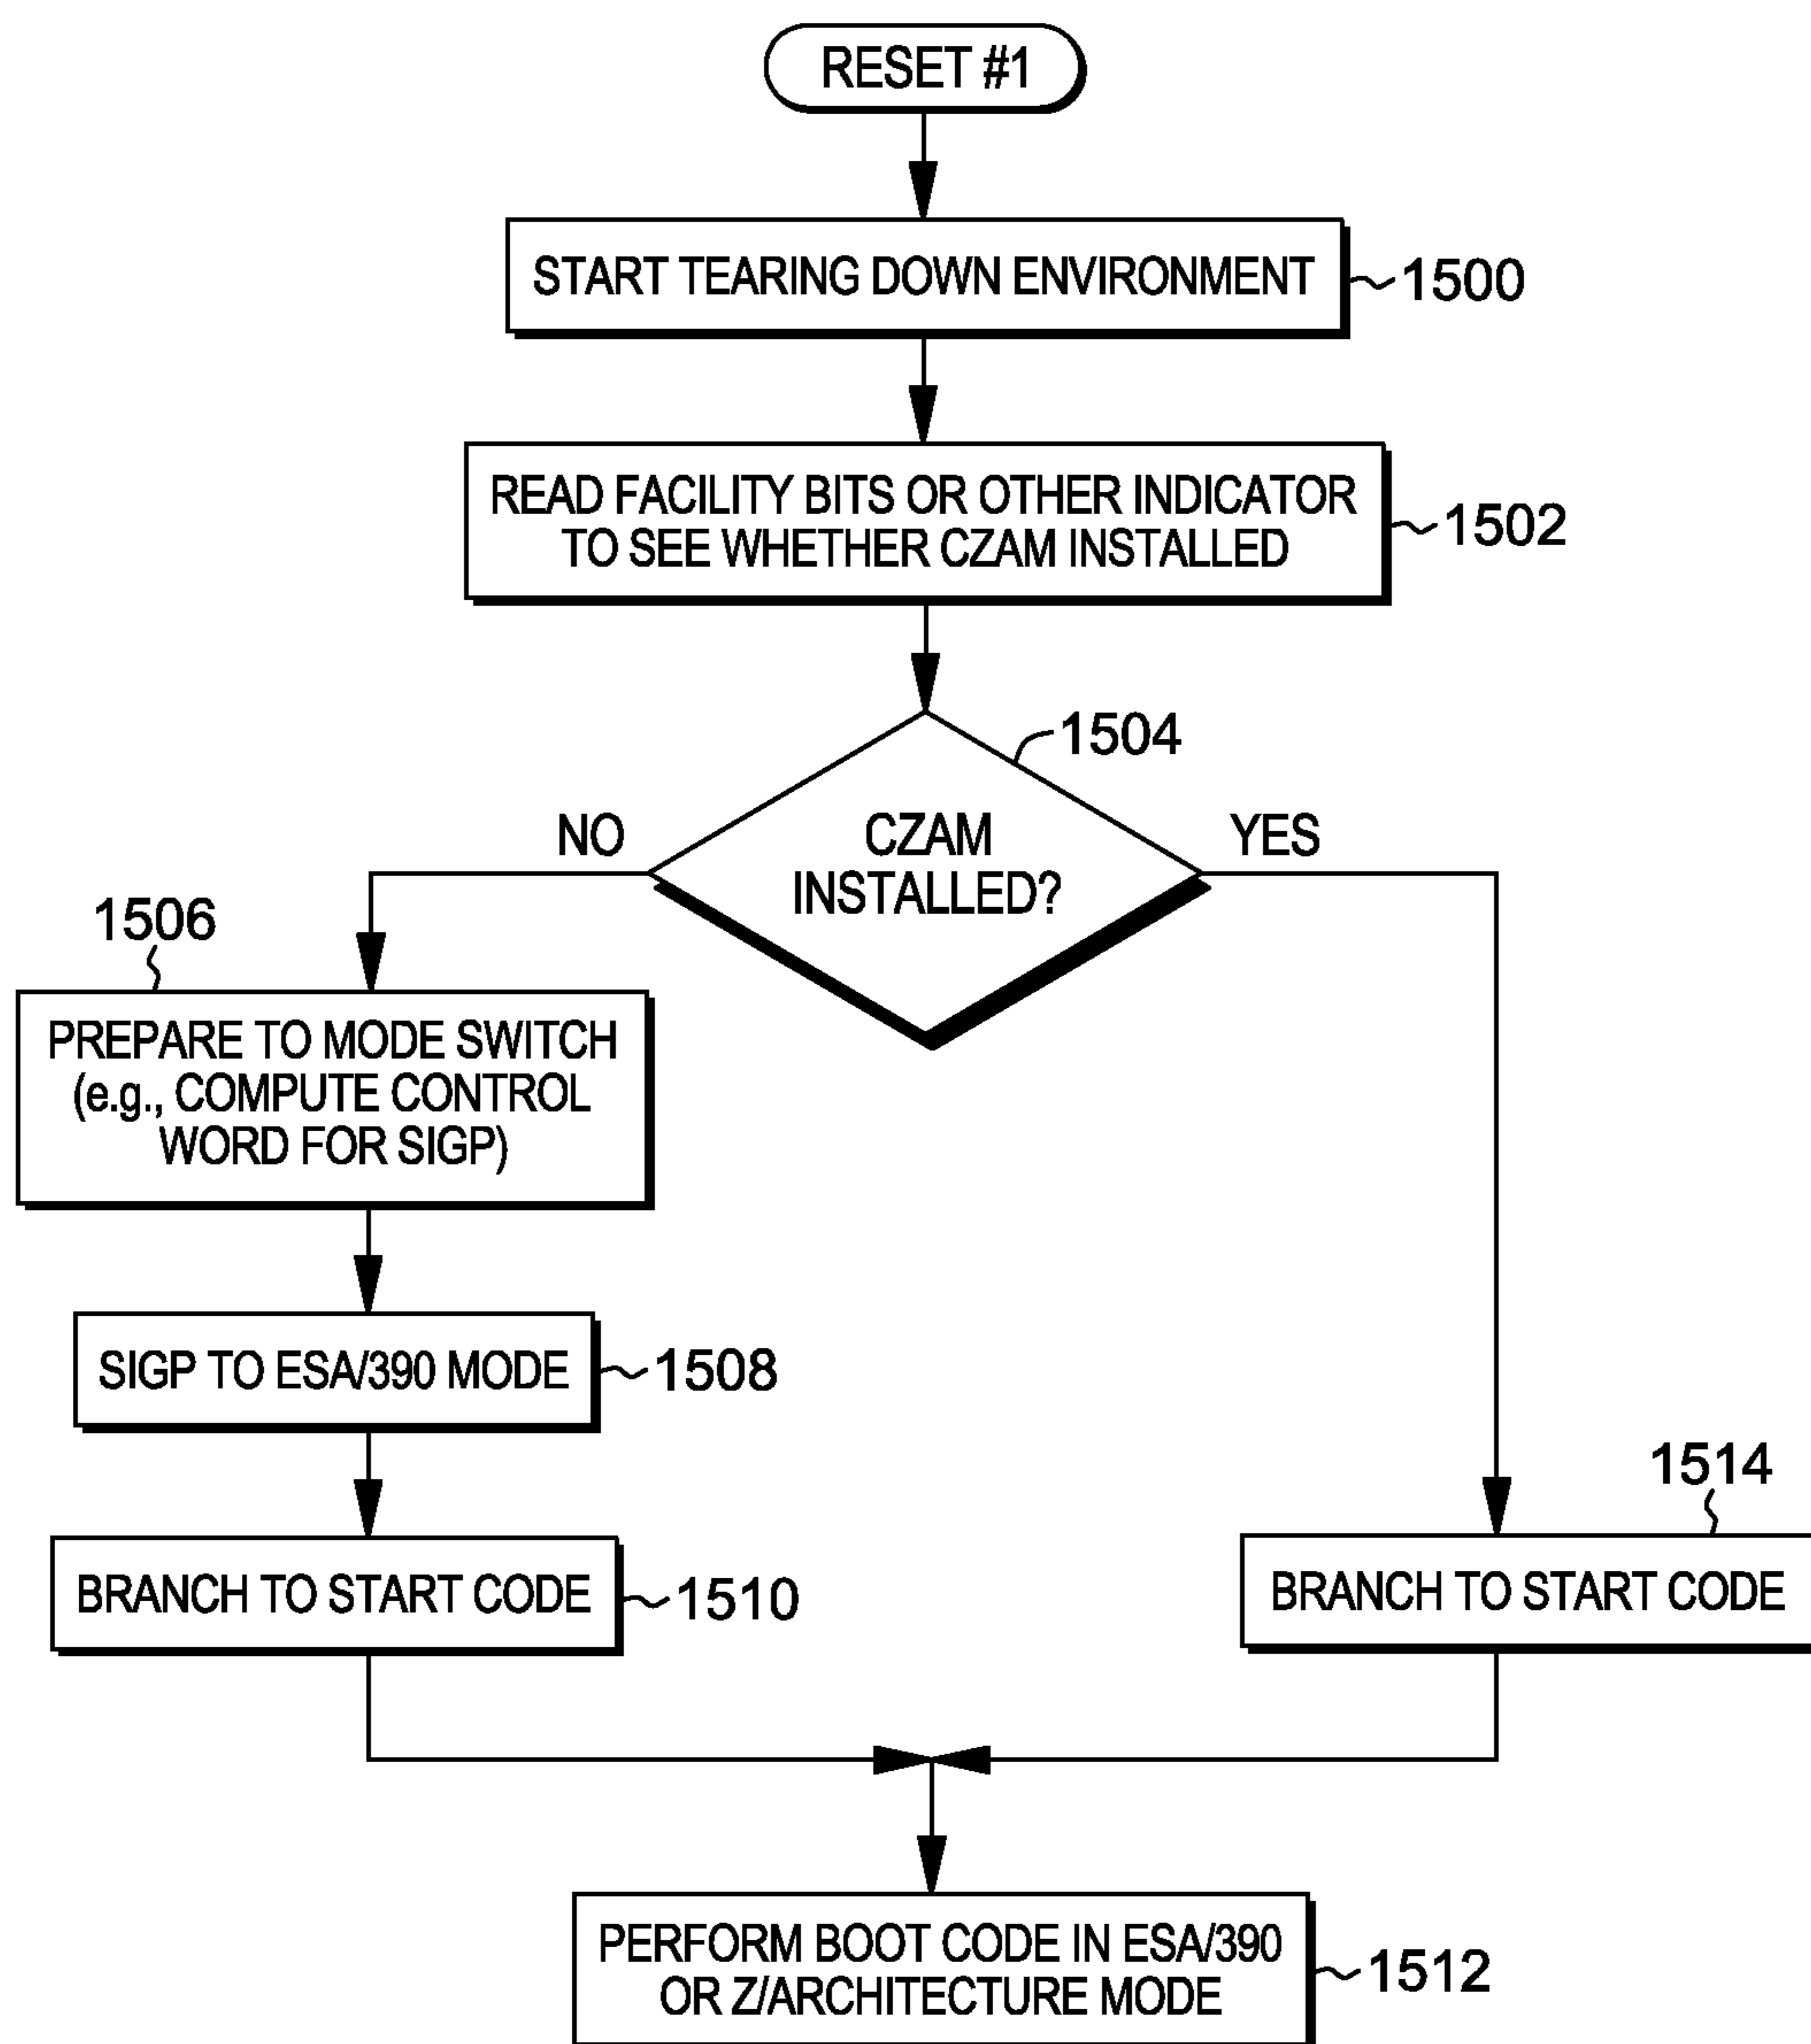 RESET #1
START TEARING DOWN ENVIRONMENT
1500
READ FACILITY BITS OR OTHER INDICATOR
TO SEE WHETHER CZAM INSTALLED
1502
1504
CZAM
INSTALLED?
NO
YES
1506
PREPARE TO MODE SWITCH
(e.g., COMPUTE CONTROL
WORD FOR SIGP)
SIGP TO ESA/390 MODE
1508
BRANCH TO START CODE
1510
1514
BRANCH TO START CODE
PERFORM BOOT CODE IN ESA/390
OR Z/ARCHITECTURE MODE
1512